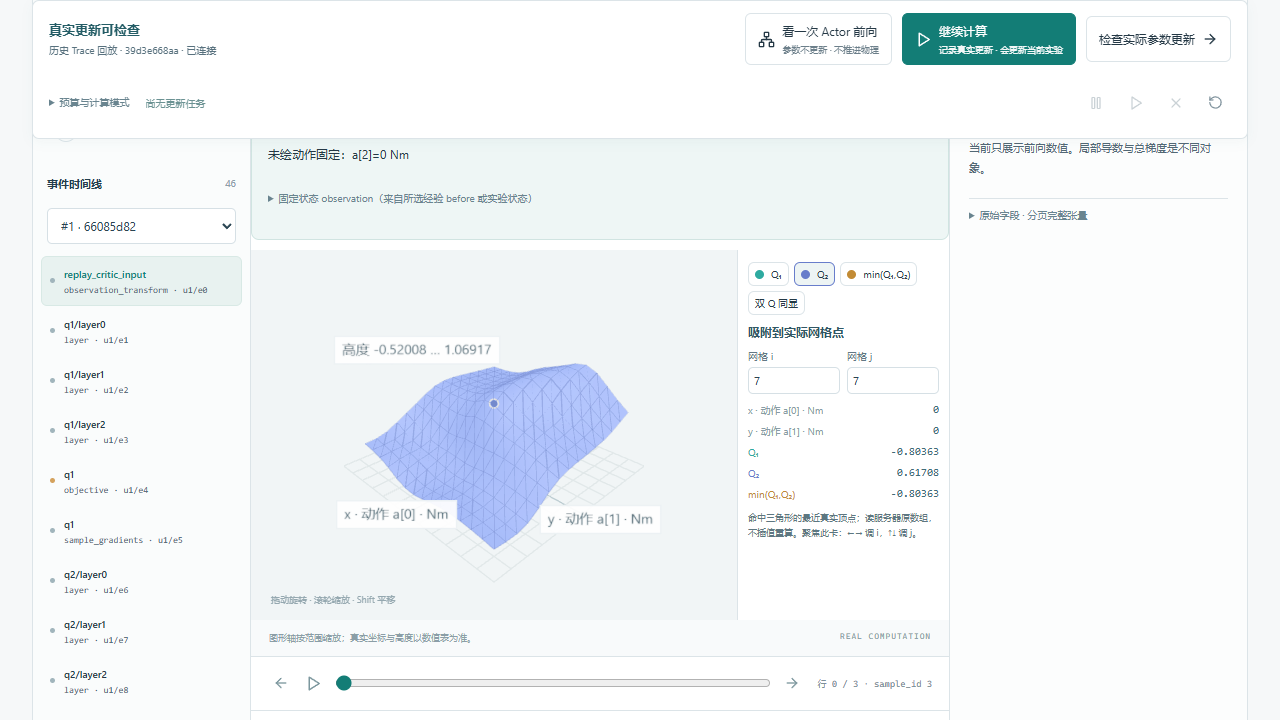 真实更新可检查
历史 Trace 回放 · 39d3e668aa · 已连接
看一次 Actor 前向
参数不更新 · 不推进物理
继续计算
记录真实更新 · 会更新当前实验
检查实际参数更新
预算与计算模式
尚无更新任务
事件时间线
46
#1 · 66085d82
replay_critic_input
observation_transform · u1/e0
q1/layer0
layer · u1/e1
q1/layer1
layer · u1/e2
q1/layer2
layer · u1/e3
q1
objective · u1/e4
q1
sample_gradients · u1/e5
q2/layer0
layer · u1/e6
q2/layer1
layer · u1/e7
q2/layer2
layer · u1/e8
未绘动作固定：a[2]=0 Nm
固定状态 observation（来自所选经验 before 或实验状态）
高度 -0.52008 … 1.06917
x · 动作 a[0] · Nm
y · 动作 a[1] · Nm
拖动旋转 · 滚轮缩放 · Shift 平移
图形轴按范围缩放；真实坐标与高度以数值表为准。
REAL COMPUTATION
行 0 / 3 · sample_id 3
Q₁
Q₂
min(Q₁,Q₂)
双 Q 同显
吸附到实际网格点
网格 i
网格 j
7
7
x · 动作 a[0] · Nm
0
y · 动作 a[1] · Nm
0
Q₁
-0.80363
Q₂
0.61708
min(Q₁,Q₂)
-0.80363
命中三角形的最近真实顶点；读服务器原数组，
不插值重算。聚焦此卡：←→ 调 i，↑↓ 调 j。
当前只展示前向数值。局部导数与总梯度是不同对
象。
原始字段 · 分页完整张量